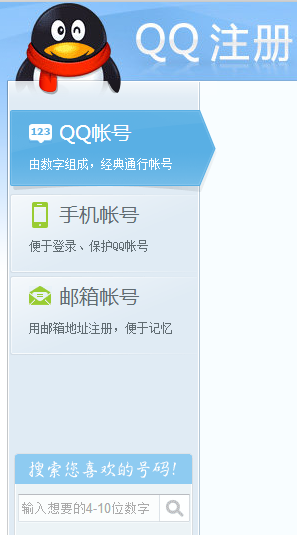 QQ 注册
123 QQ帐号
由数字组成，经典通行帐号
手机帐号
便于登录、保护QQ帐号
邮箱帐号
用邮箱地址注册，便于记忆
搜索您喜欢的号码!
输入想要的4-10位数字